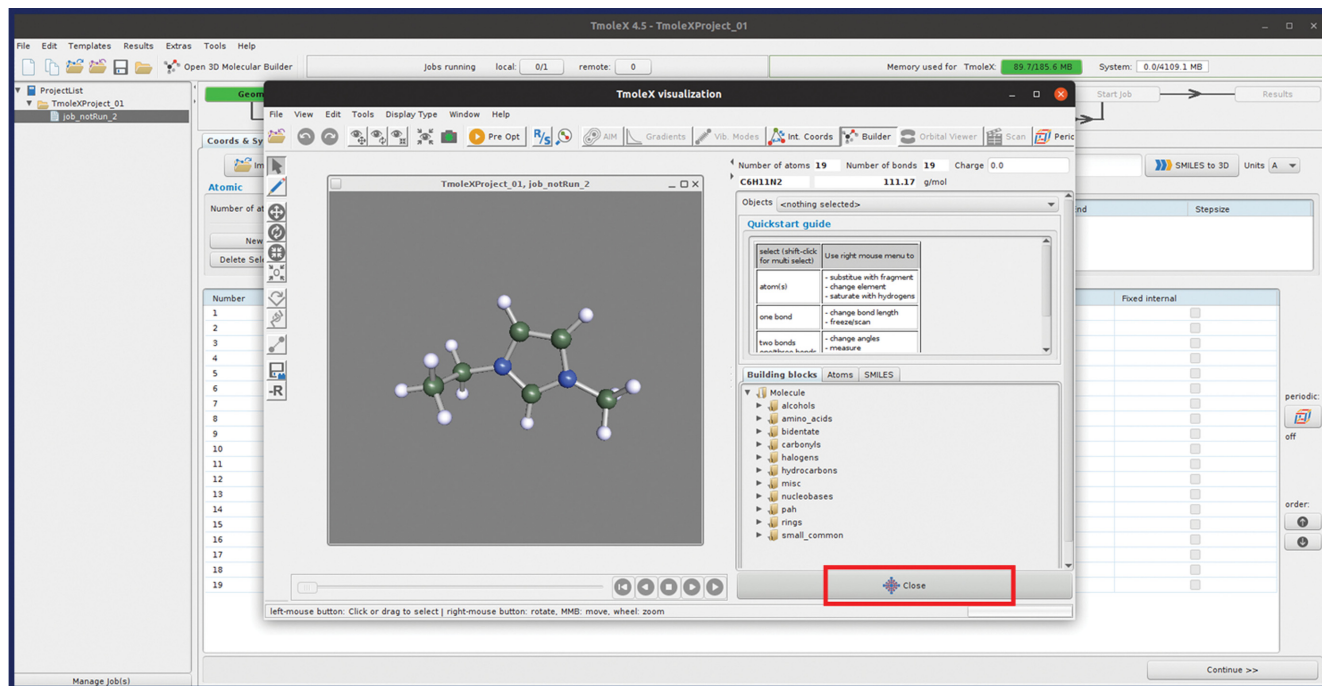 TmoleX 4.5 - TmoleXProject_01
File Edit Templates Results Extras Tools Help
Open 3D Molecular Builder
Jobs running local: 0/1 remote: 0
Memory used for TmoleX: 89.7/185.6 MB System: 0.0/4109.1 MB
ProjectList
TmoleXProject_01
job_notRun_2
Geom
Start Job
Results
TmoleX visualization
File View Edit Tools Display Type Window Help
Pre Opt R/S AIM Gradients Vib. Modes Int. Coords Builder Orbital Viewer Scan Peric
Coords & Sy
Im
SMILES to 3D Units A
Atomic
Number of at
New
Delete Sele
nd Stepsize
TmoleXProject_01, job_notRun_2
-R
Number of atoms 19 Number of bonds 19 Charge 0.0
C6H11N2 111.17 g/mol
Objects <nothing selected>
Quickstart guide
select (shift-click for multi select) Use right mouse menu to
atom(s)
- substitue with fragment
- change element
- saturate with hydrogens
one bond
- change bond length
- freeze/scan
two bonds
- change angles
- measure
Building blocks Atoms SMILES
Molecule
alcohols
amino_acids
bidentate
carbonyls
halogens
hydrocarbons
misc
nucleobases
pah
rings
small_common
Close
left-mouse button: Click or drag to select | right-mouse button: rotate, MMB: move, wheel: zoom
Number
1
2
3
4
5
6
7
8
9
10
11
12
13
14
15
16
17
18
19
Fixed internal
periodic:
off
order:
Continue >>
Manage Job(s)